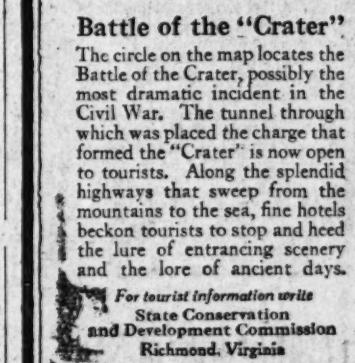 Battle of the "Crater"
The circle on the map locates the
Battle of the Crater, possibly the
most dramatic incident in the
Civil War. The tunnel through
which was placed the charge that
formed the "Crater" is now open
to tourists. Along the splendid
highways that sweep from the
mountains to the sea, fine hotels
beckon tourists to stop and heed
the lure of entrancing scenery
and the lore of ancient days.
For tourist information write
State Conservation
and Development Commission
Richmond, Virginia